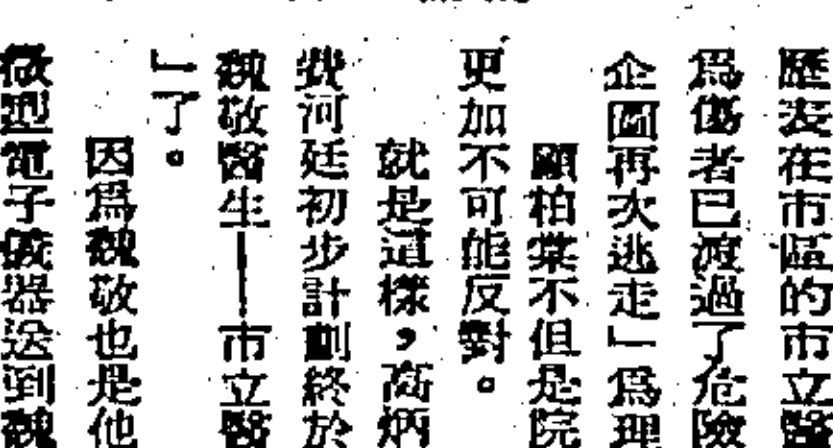 歷表在市區的市立醫
爲傷者已渡過了危險
企圖再次逃走」爲理
顧柏棠不但是院
更加不可能反對。
就是這樣，高炳
費河廷初步計劃終於
魏敬醫生——市立醫
」了。
因爲魏敬也是他
微型電子儀器送到魏